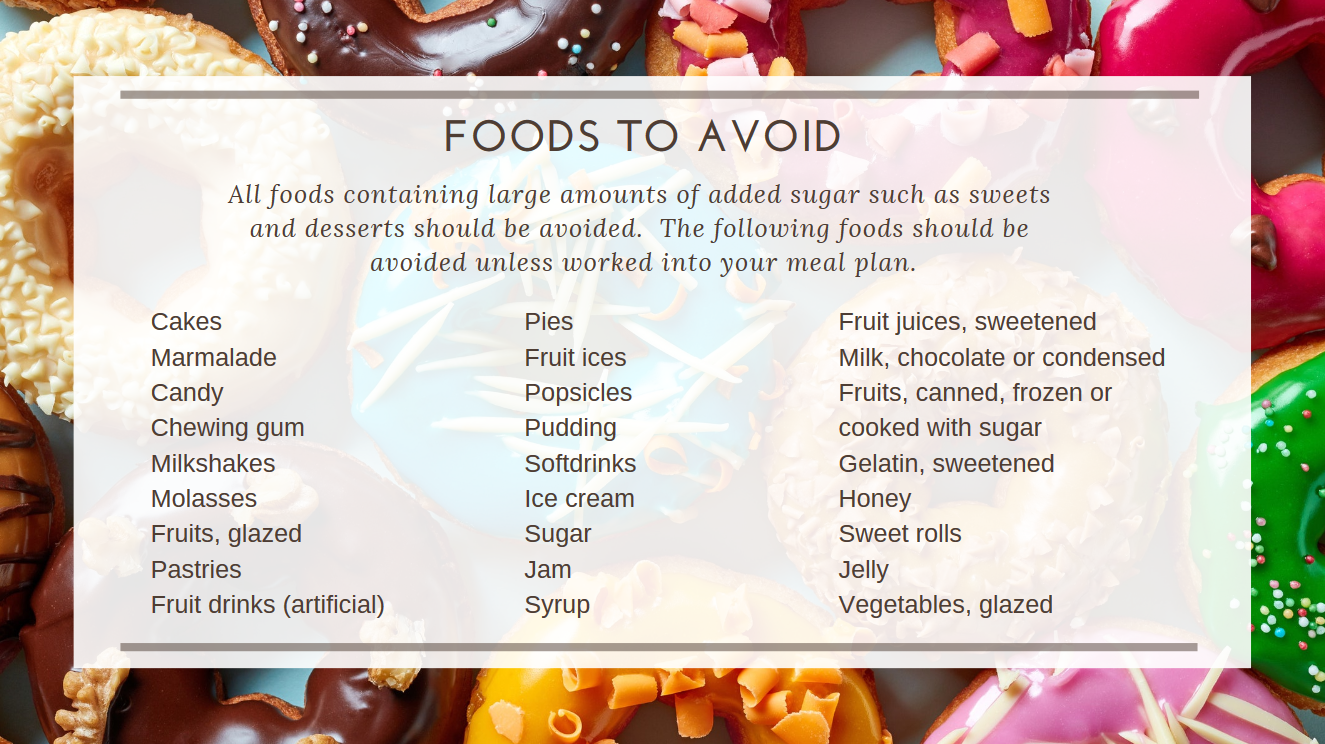 FOODS TO AVOID
All foods containing large amounts of added sugar such as sweets
and desserts should be avoided.  The following foods should be
avoided unless worked into your meal plan.
Cakes
Marmalade
Candy
Chewing gum
Milkshakes
Molasses
Fruits, glazed
Pastries
Fruit drinks (artificial)
Pies
Fruit ices
Popsicles
Pudding
Softdrinks
Ice cream
Sugar
Jam
Syrup
Fruit juices, sweetened
Milk, chocolate or condensed
Fruits, canned, frozen or
cooked with sugar
Gelatin, sweetened
Honey
Sweet rolls
Jelly
Vegetables, glazed